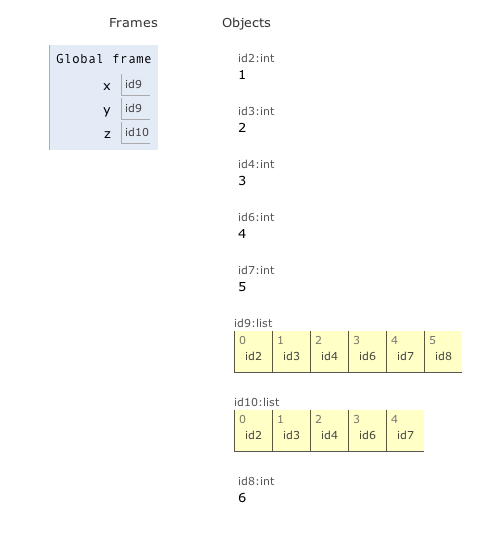 Frames Objects
Global frame
x id9
y id9
z id10
id2:int
1
id3:int
2
id4:int
3
id6:int
4
id7:int
5
id9:list
0 1 2 3 4 5
id2 id3 id4 id6 id7 id8
id10:list
0 1 2 3 4
id2 id3 id4 id6 id7
id8:int
6